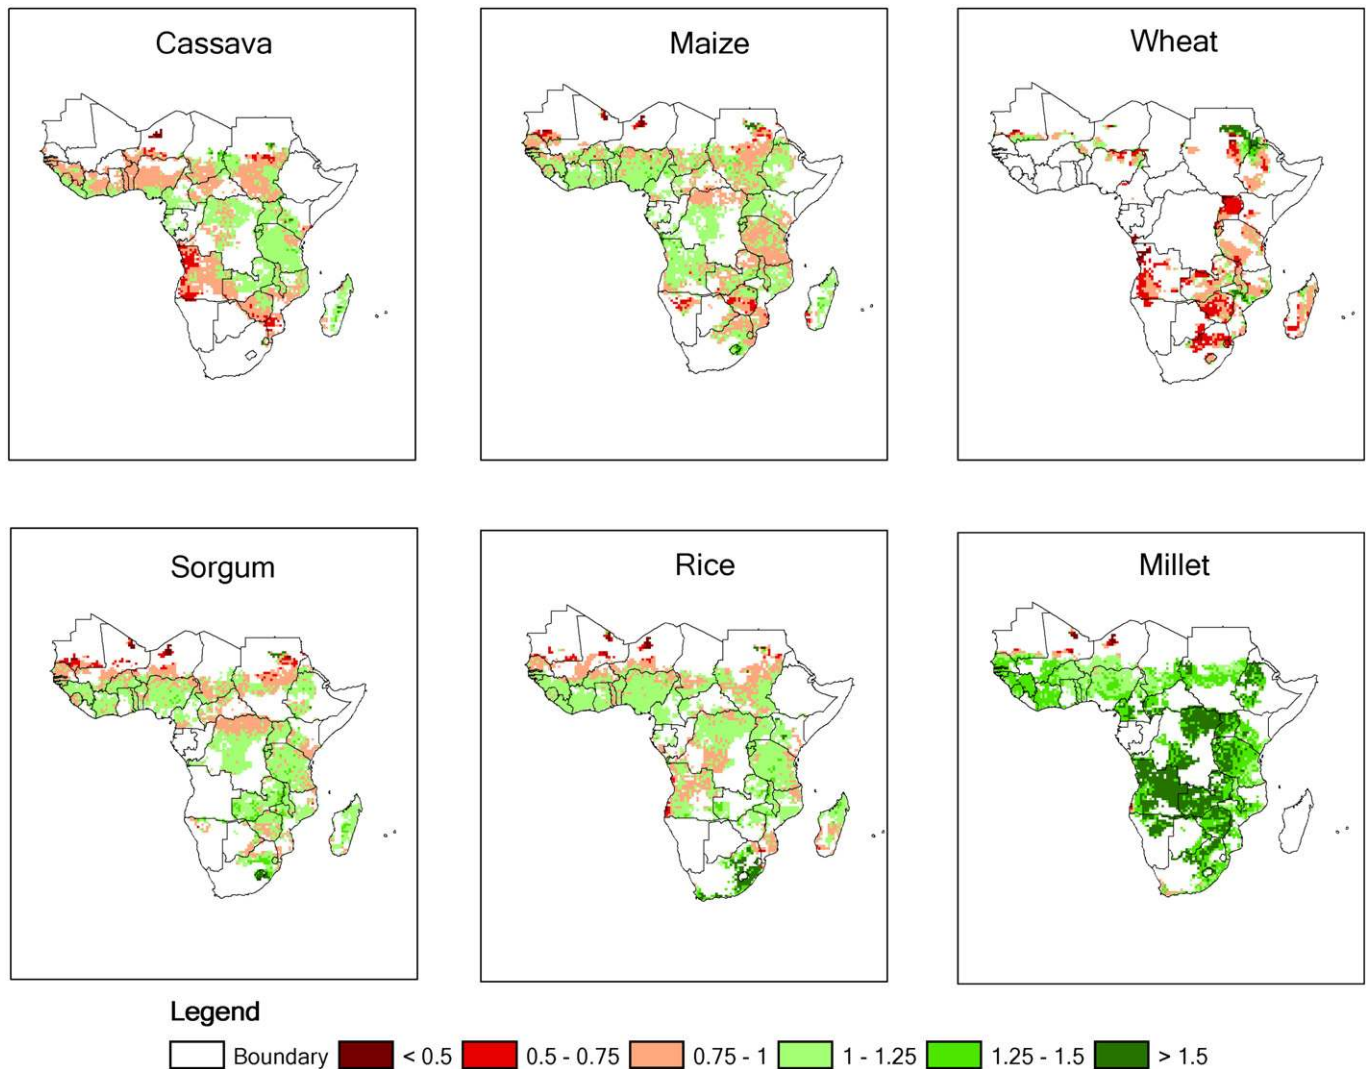 Cassava
Maize
Wheat
Sorgum
Rice
Millet
Legend
Boundary < 0.5 0.5 - 0.75 0.75 - 1 1 - 1.25 1.25 - 1.5 > 1.5